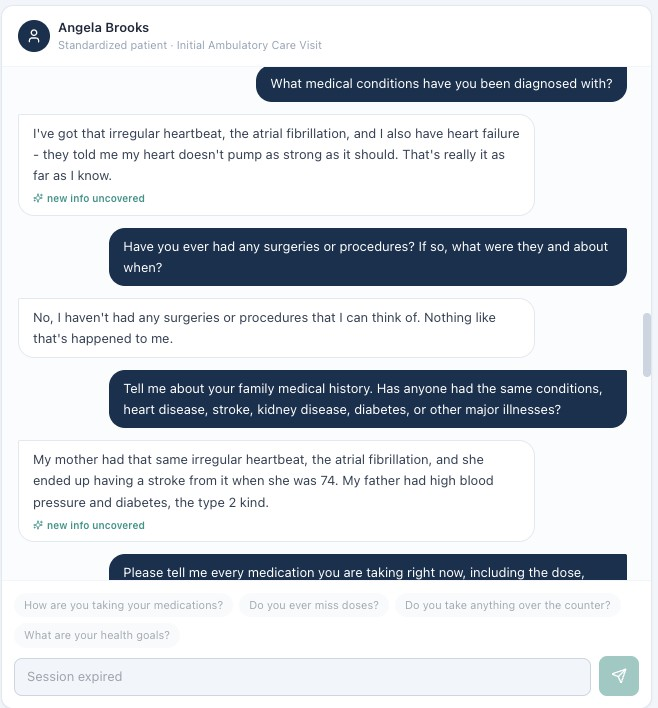 Angela Brooks
Standardized patient · Initial Ambulatory Care Visit
What medical conditions have you been diagnosed with?
I've got that irregular heartbeat, the atrial fibrillation, and I also have heart failure
- they told me my heart doesn't pump as strong as it should. That's really it as
far as I know.
new info uncovered
Have you ever had any surgeries or procedures? If so, what were they and about
when?
No, I haven't had any surgeries or procedures that I can think of. Nothing like
that's happened to me.
Tell me about your family medical history. Has anyone had the same conditions,
heart disease, stroke, kidney disease, diabetes, or other major illnesses?
My mother had that same irregular heartbeat, the atrial fibrillation, and she
ended up having a stroke from it when she was 74. My father had high blood
pressure and diabetes, the type 2 kind.
new info uncovered
Please tell me every medication you are taking right now, including the dose,
How are you taking your medications?
Do you ever miss doses?
Do you take anything over the counter?
What are your health goals?
Session expired